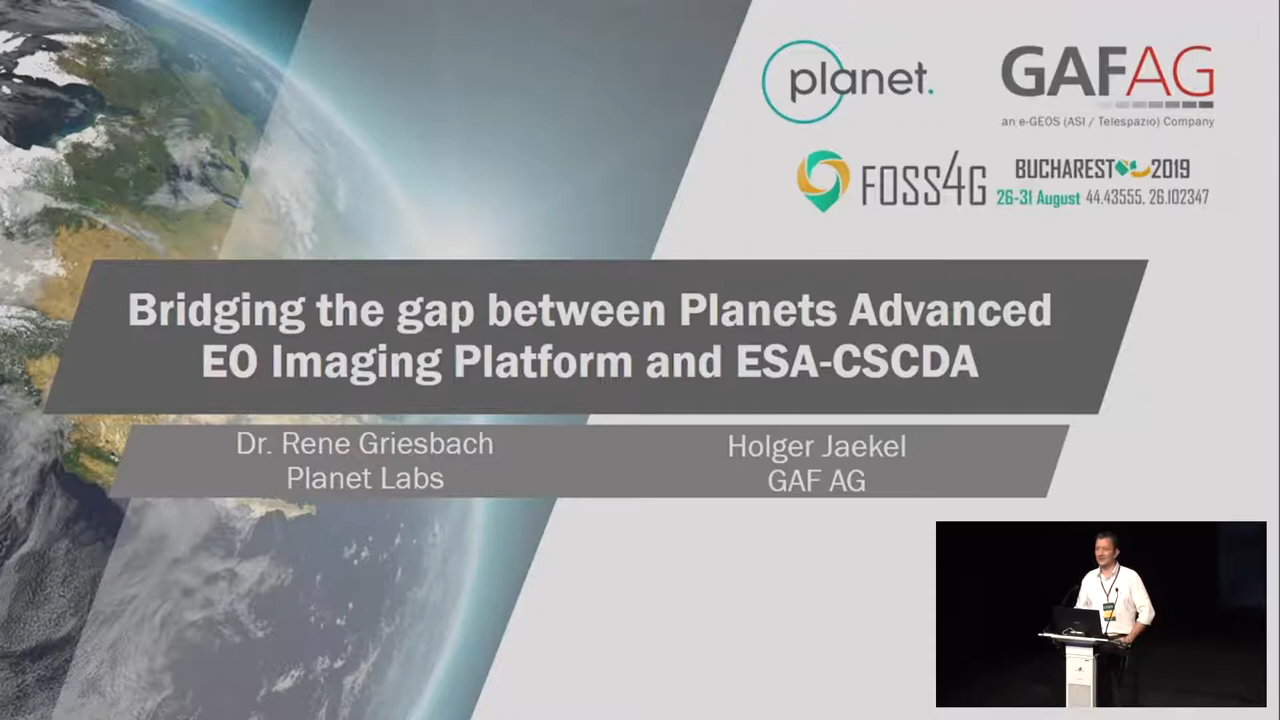 planet.
GAFAG
an e-GEOS (ASI / Telespazio) Company
FOSS4G
BUCHAREST 2019
26-31 August 44.43555, 26.102347
Bridging the gap between Planets Advanced
EO Imaging Platform and ESA-CSCDA
Dr. Rene Griesbach
Planet Labs
Holger Jaekel
GAF AG